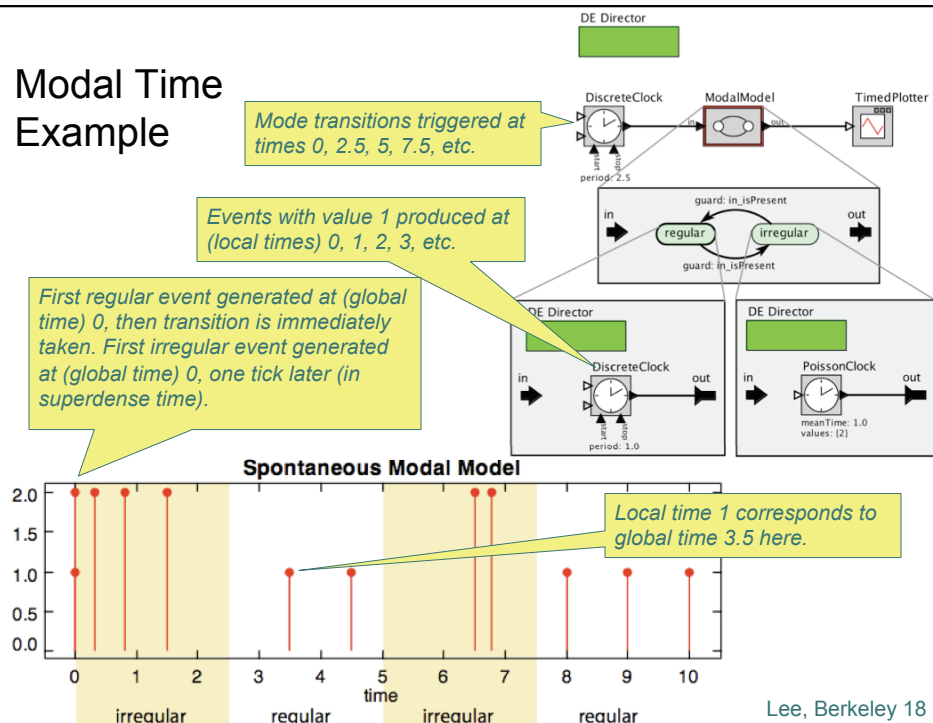 Modal Time
Example
DE Director
DiscreteClock
ModalModel
TimedPlotter
in
out
start
stop
period: 2.5
Mode transitions triggered at
times 0, 2.5, 5, 7.5, etc.
guard: in_isPresent
in
out
regular
irregular
guard: in_isPresent
Events with value 1 produced at
(local times) 0, 1, 2, 3, etc.
First regular event generated at (global
time) 0, then transition is immediately
taken. First irregular event generated
at (global time) 0, one tick later (in
superdense time).
DE Director
in
DiscreteClock
out
start
stop
period: 1.0
DE Director
in
PoissonClock
out
meanTime: 1.0
values: {2}
Spontaneous Modal Model
2.0
1.5
1.0
0.5
0.0
Local time 1 corresponds to
global time 3.5 here.
0 1 2 3 4 5 6 7 8 9 10
time
irregular regular irregular regular
Lee, Berkeley 18